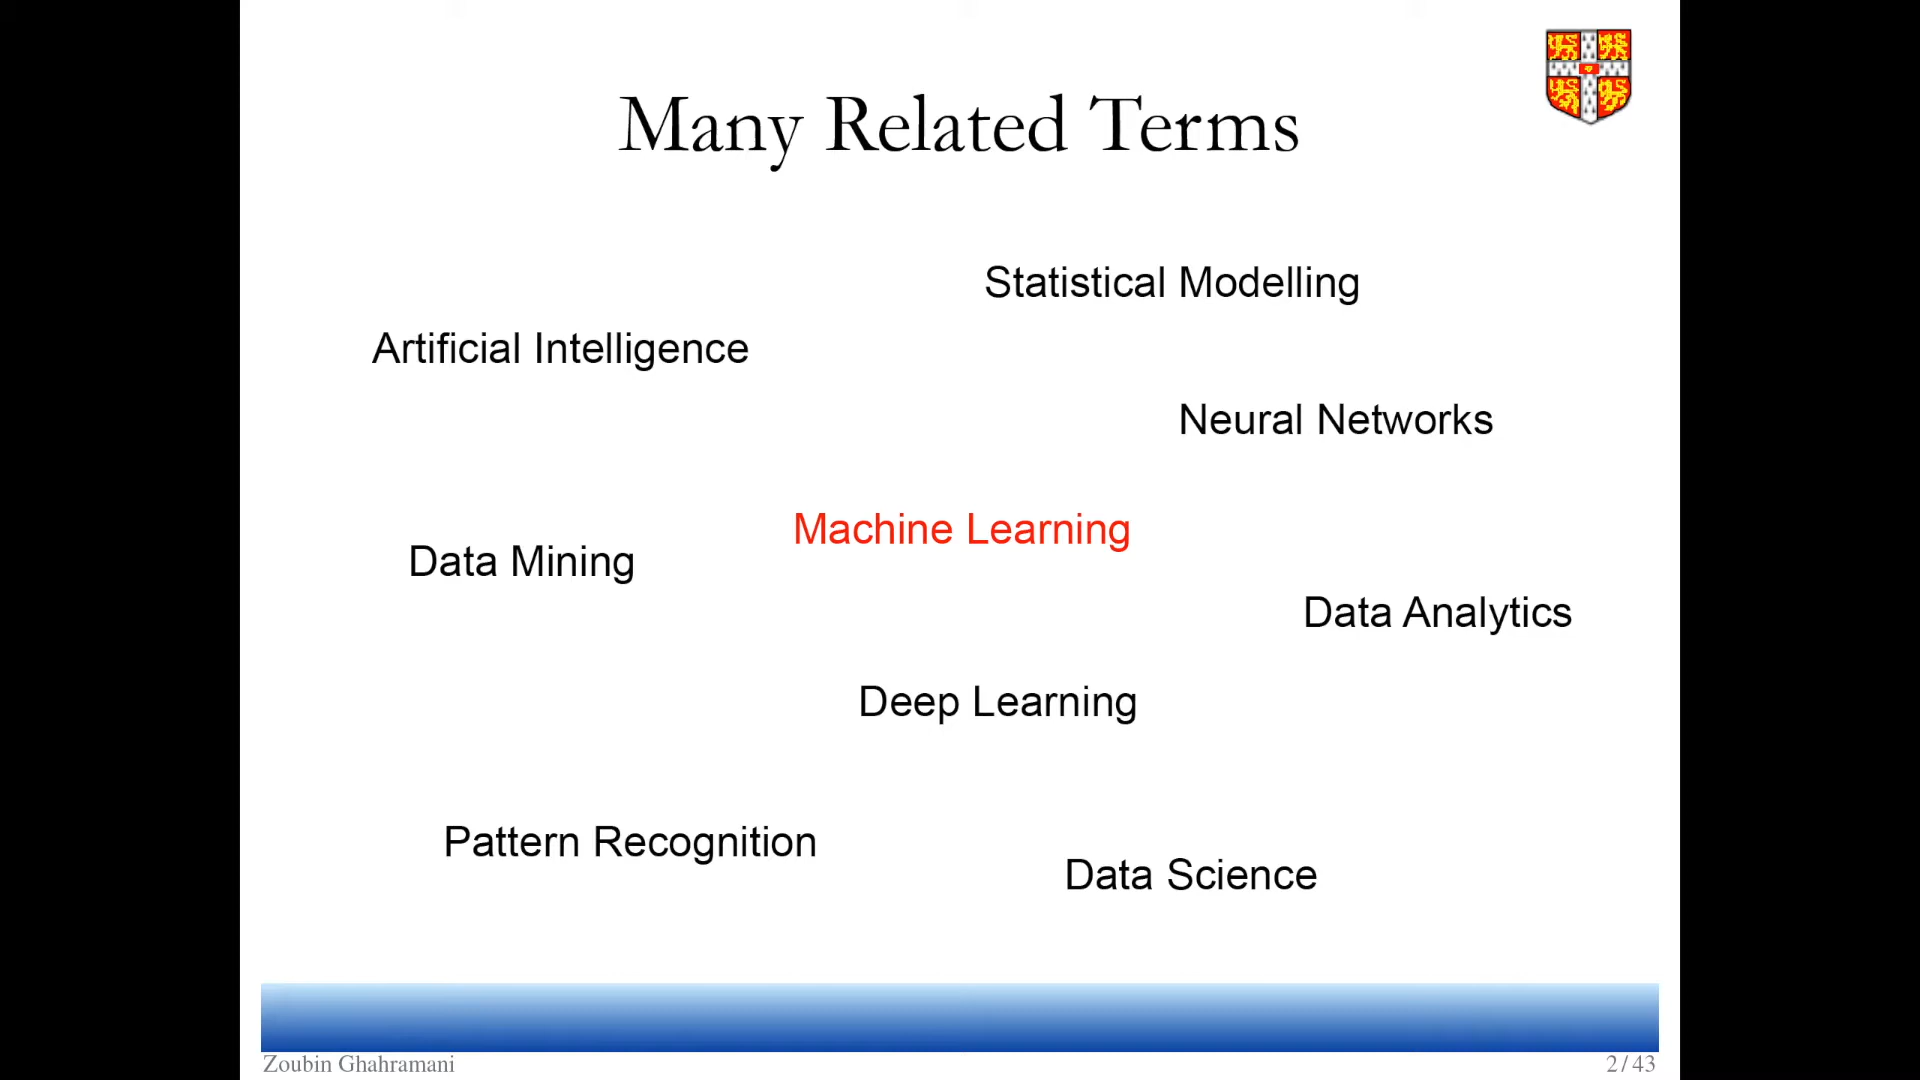 Many Related Terms
Statistical Modelling
Artificial Intelligence
Neural Networks
Machine Learning
Data Mining
Data Analytics
Deep Learning
Pattern Recognition
Data Science
Zoubin Ghahramani
2 / 43